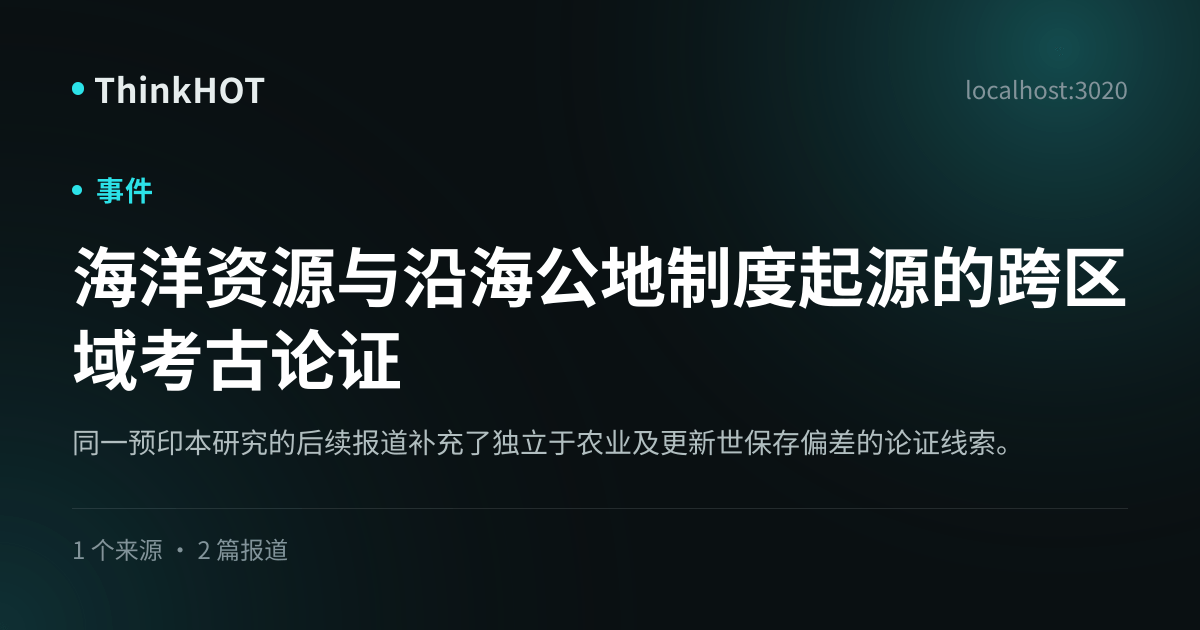 ThinkHOT
localhost:3020
事件
海洋资源与沿海公地制度起源的跨区
域考古论证
同一预印本研究的后续报道补充了独立于农业及更新世保存偏差的论证线索。
1 个来源 · 2 篇报道